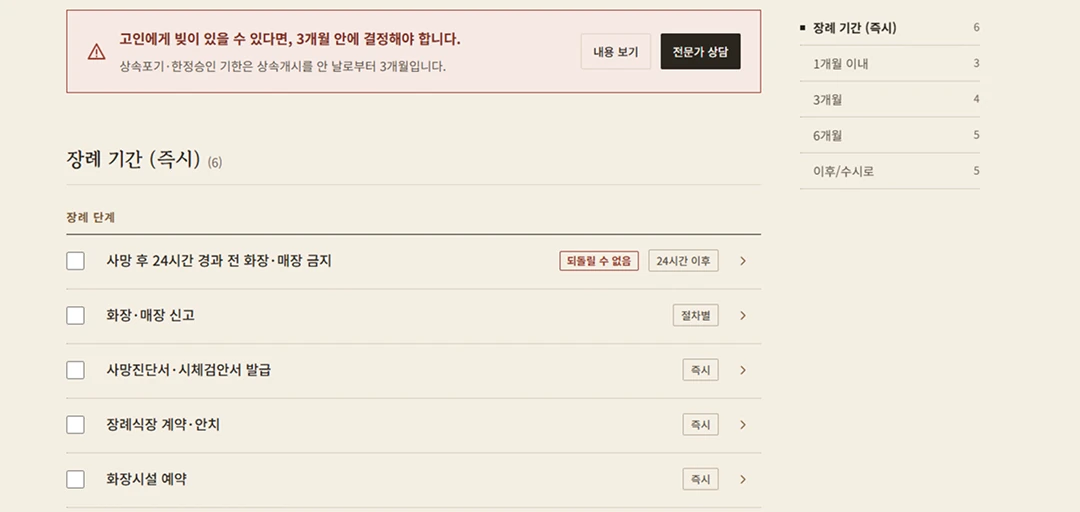 고인에게 빚이 있을 수 있다면, 3개월 안에 결정해야 합니다.
상속포기·한정승인 기한은 상속개시를 안 날로부터 3개월입니다.
내용 보기
전문가 상담
장례 기간 (즉시) (6)
장례 단계
사망 후 24시간 경과 전 화장·매장 금지
되돌릴 수 없음
24시간 이후
화장·매장 신고
절차별
사망진단서·시체검안서 발급
즉시
장례식장 계약·안치
즉시
화장시설 예약
즉시
장례 기간 (즉시) 6
1개월 이내 3
3개월 4
6개월 5
이후/수시로 5